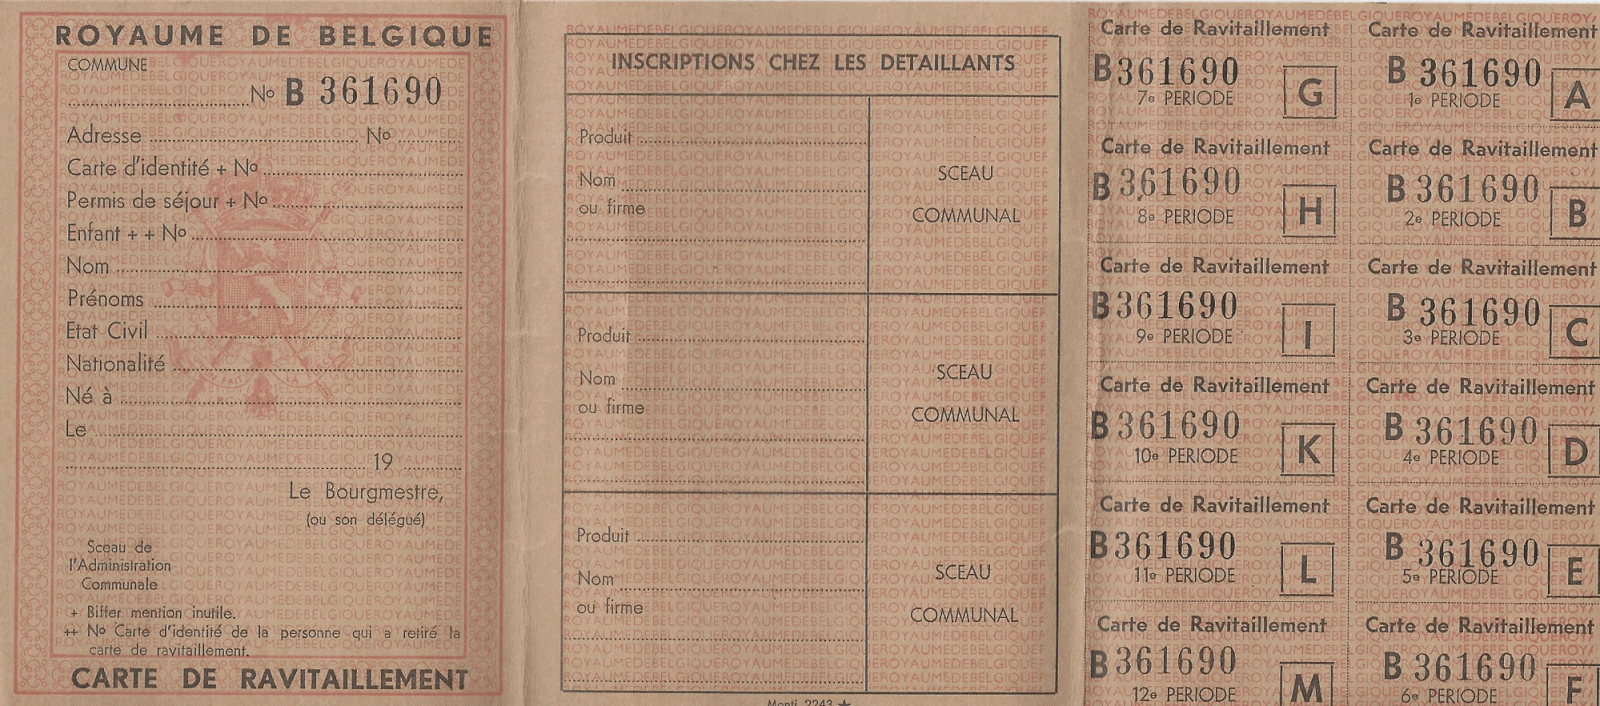 ROYAUME DE BELGIQUE
COMMUNE
Nº B 361690
Adresse Nº
Carte d'identité + Nº
Permis de séjour + Nº
Enfant + + Nº
Nom
Prénoms
Etat Civil
Nationalité
Né à
Le
19
Le Bourgmestre,
(ou son délégué)
Sceau de
l'Administration
Communale
+ Biffer mention inutile.
++ Nº Carte d'identité de la personne qui a retiré la
carte de ravitaillement.
CARTE DE RAVITAILLEMENT
INSCRIPTIONS CHEZ LES DETAILLANTS
Produit
Nom
ou firme
SCEAU
COMMUNAL
Produit
Nom
ou firme
SCEAU
COMMUNAL
Produit
Nom
ou firme
SCEAU
COMMUNAL
Monti 2243
Carte de Ravitaillement
B 361690
7e PERIODE G
Carte de Ravitaillement
B 361690
1e PERIODE A
Carte de Ravitaillement
B 361690
8e PERIODE H
Carte de Ravitaillement
B 361690
2e PERIODE B
Carte de Ravitaillement
B 361690
9e PERIODE I
Carte de Ravitaillement
B 361690
3e PERIODE C
Carte de Ravitaillement
B 361690
10e PERIODE K
Carte de Ravitaillement
B 361690
4e PERIODE D
Carte de Ravitaillement
B 361690
11e PERIODE L
Carte de Ravitaillement
B 361690
5e PERIODE E
Carte de Ravitaillement
B 361690
12e PERIODE M
Carte de Ravitaillement
B 361690
6e PERIODE F